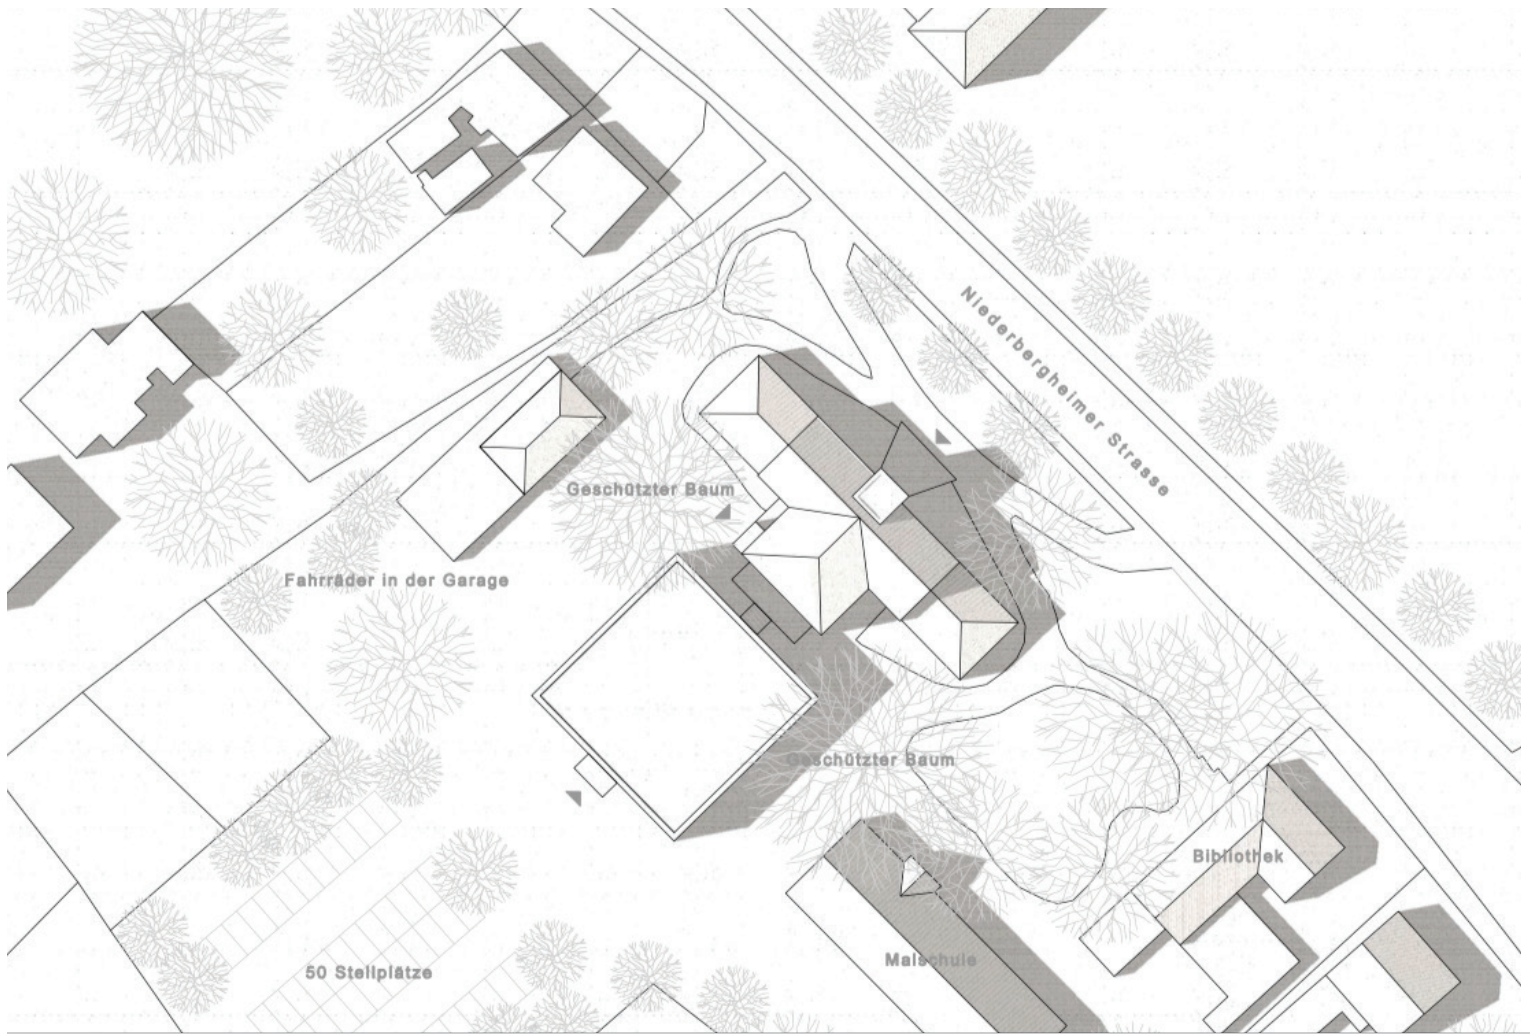 Niederbergheimer Strasse
Geschützter Baum
Fahrräder in der Garage
Geschützter Baum
Bibliothek
Malschule
50 Stellplätze